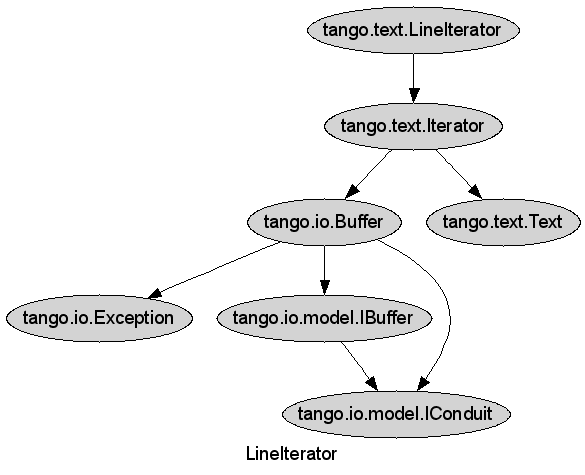 tango.text.LineIterator
tango.text.Iterator
tango.io.Buffer
tango.text.Text
tango.io.Exception
tango.io.model.IBuffer
tango.io.model.IConduit
LineIterator